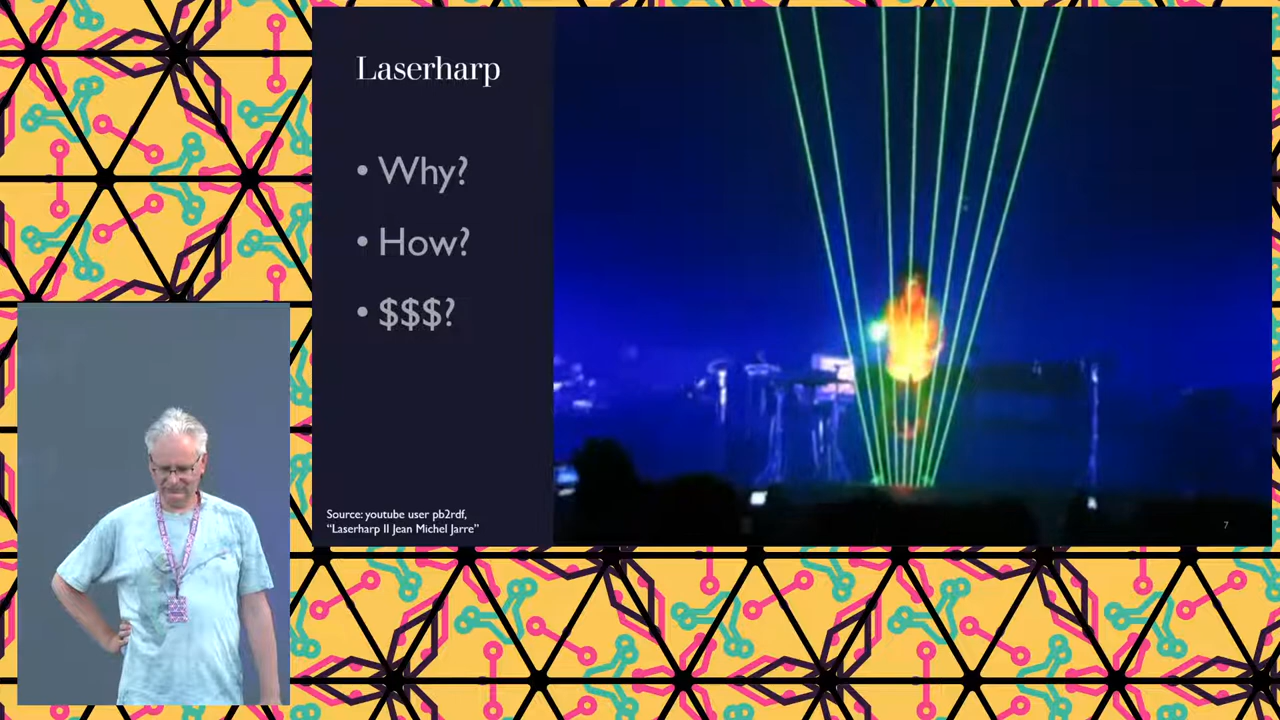 Laserharp
• Why?
• How?
• $$$?
Source: youtube user pb2rdf,
“Laserharp II Jean Michel Jarre”
7